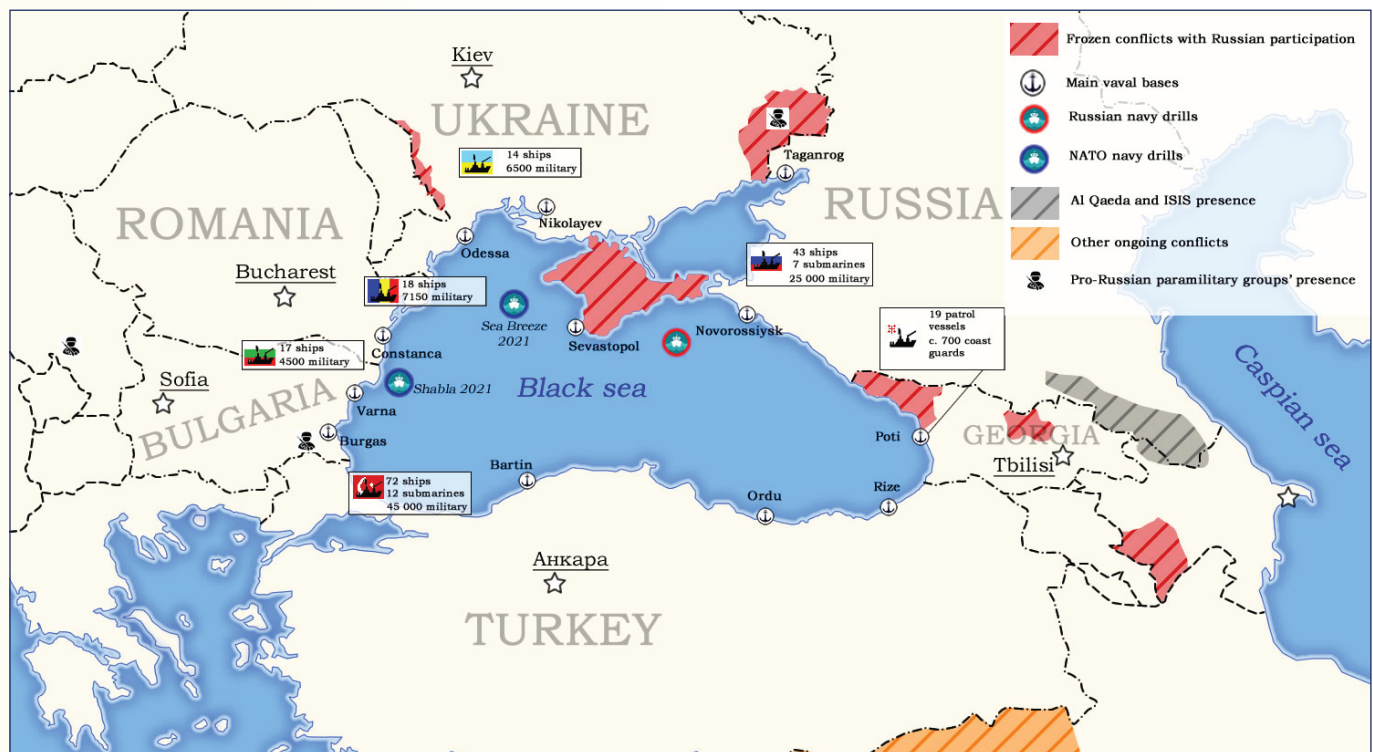 Kiev
UKRAINE
14 ships
6500 military
Taganrog
RUSSIA
ROMANIA
Nikolayev
Odessa
Bucharest
18 ships
7150 military
43 ships
7 submarines
25 000 military
Sea Breeze
2021
Sevastopol
Novorossiysk
19 patrol
vessels
c. 700 coast
guards
Constanca
17 ships
4500 military
Sofia
BULGARIA
Shabla 2021
Black sea
Varna
Burgas
Caspian sea
Poti
GEORGIA
Tbilisi
72 ships
12 submarines
45 000 military
Bartin
Ordu
Rize
Анкара
TURKEY
Frozen conflicts with Russian participation
Main vaval bases
Russian navy drills
NATO navy drills
Al Qaeda and ISIS presence
Other ongoing conflicts
Pro-Russian paramilitary groups' presence